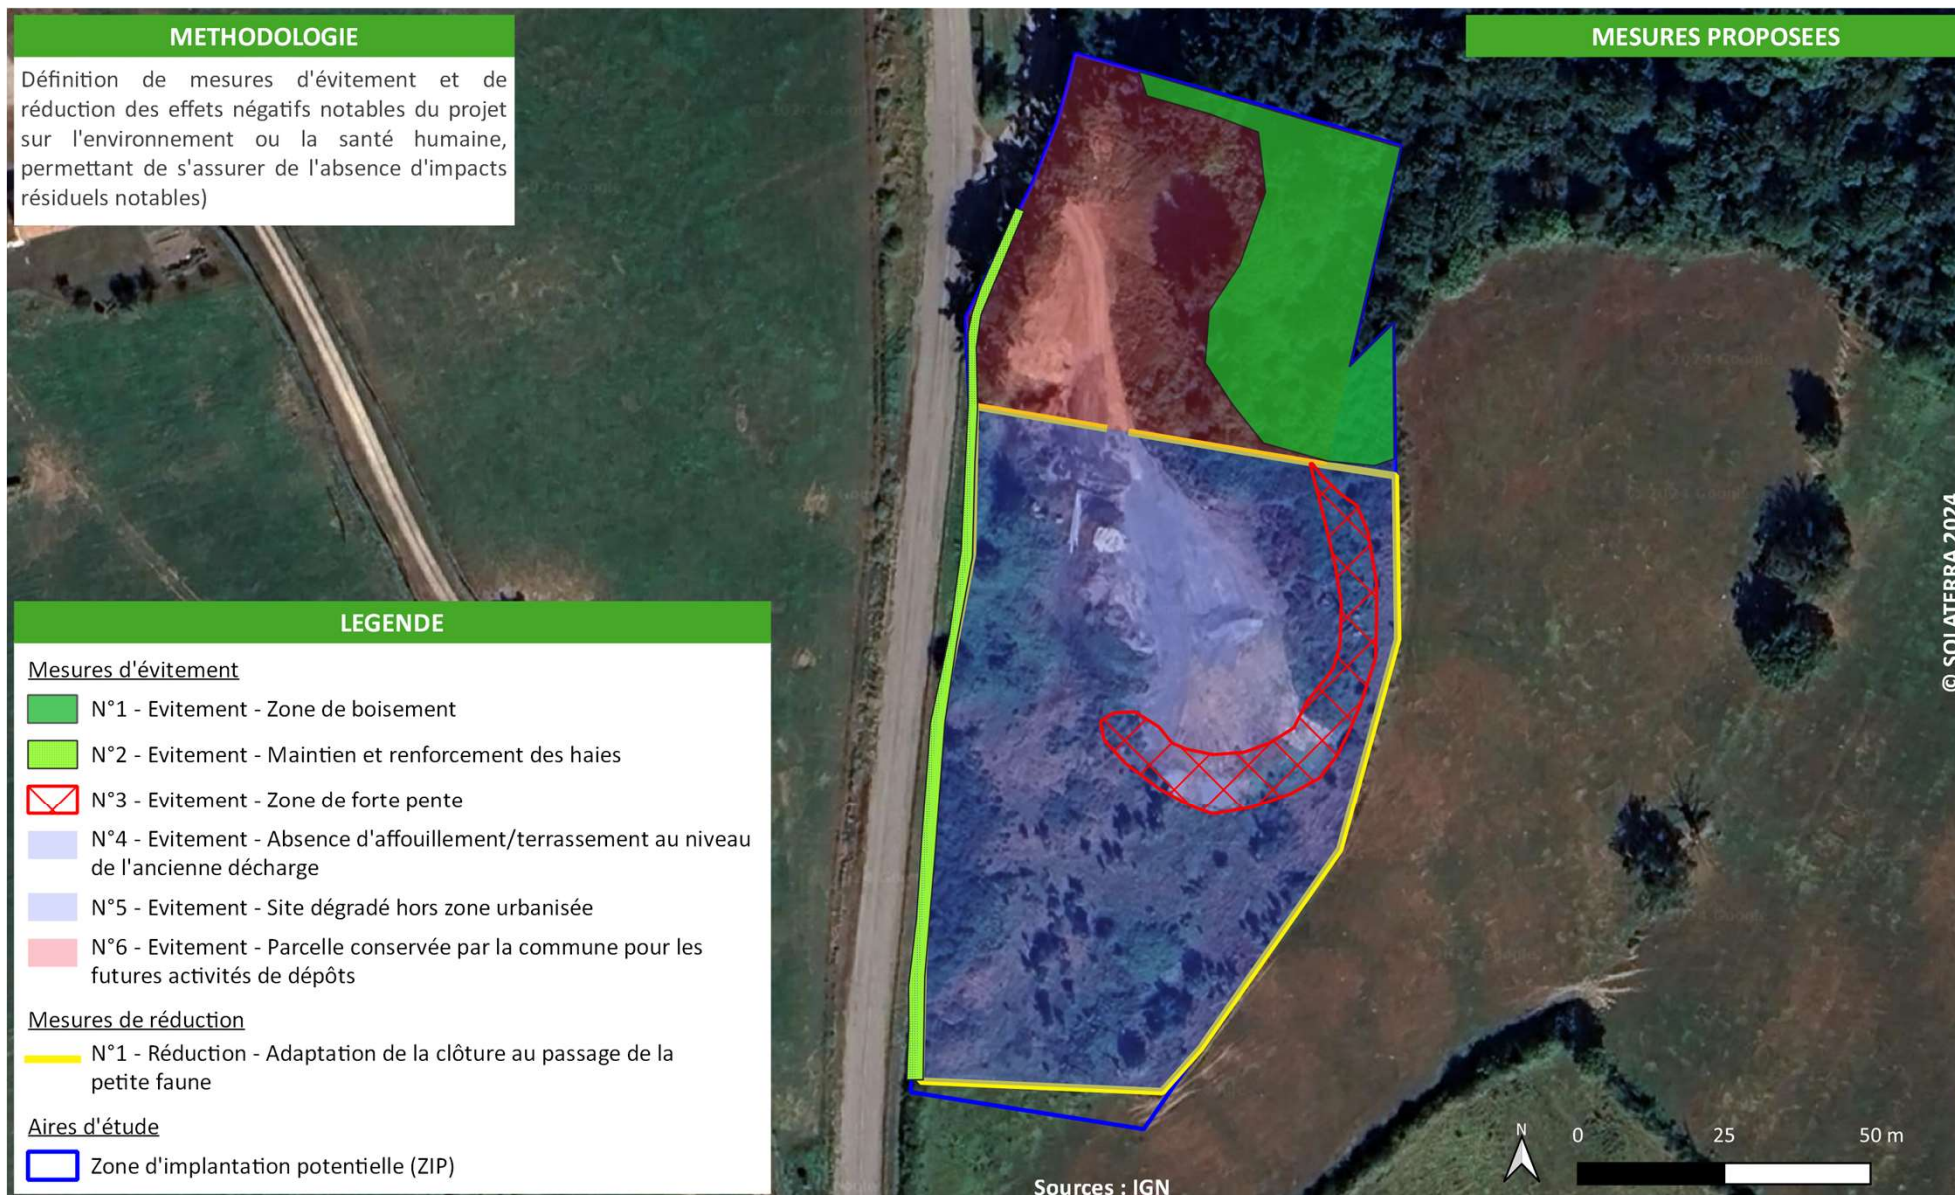 METHODOLOGIE
Définition de mesures d'évitement et de
réduction des effets négatifs notables du projet
sur l'environnement ou la santé humaine,
permettant de s'assurer de l'absence d'impacts
résiduels notables)
MESURES PROPOSEES
LEGENDE
Mesures d'évitement
N°1 - Evitement - Zone de boisement
N°2 - Evitement - Maintien et renforcement des haies
N°3 - Evitement - Zone de forte pente
N°4 - Evitement - Absence d'affouillement/terrassement au niveau
de l'ancienne décharge
N°5 - Evitement - Site dégradé hors zone urbanisée
N°6 - Evitement - Parcelle conservée par la commune pour les
futures activités de dépôts
Mesures de réduction
N°1 - Réduction - Adaptation de la clôture au passage de la
petite faune
Aires d'étude
Zone d'implantation potentielle (ZIP)
© SOLATERRA 2024
N
0 25 50 m
Sources : IGN